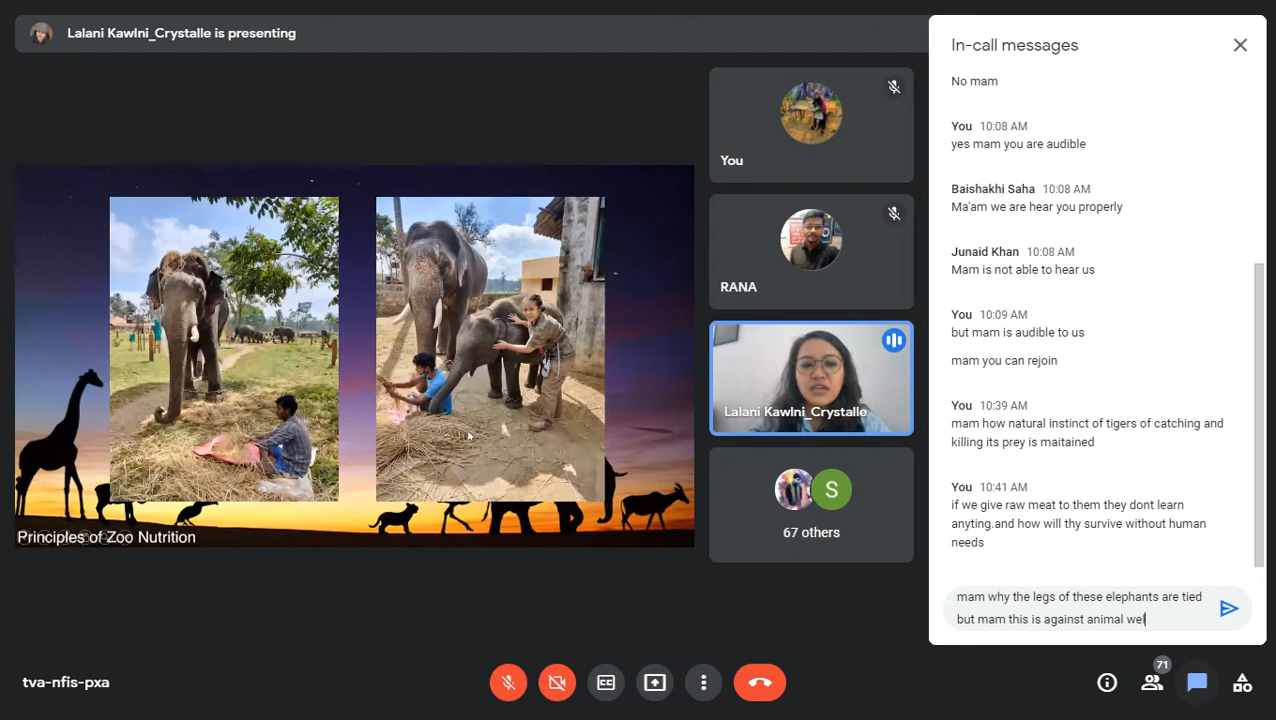 Lalani Kawlni_Crystalle is presenting
Principles of Zoo Nutrition
You
RANA
Lalani Kawlni_Crystalle
S
67 others
In-call messages
No mam
You 10:08 AM
yes mam you are audible
Baishakhi Saha 10:08 AM
Ma'am we are hear you properly
Junaid Khan 10:08 AM
Mam is not able to hear us
You 10:09 AM
but mam is audible to us
mam you can rejoin
You 10:39 AM
mam how natural instinct of tigers of catching and
killing its prey is maitained
You 10:41 AM
if we give raw meat to them they dont learn
anyting.and how will thy survive without human
needs
mam why the legs of these elephants are tied
but mam this is against animal wel
tva-nfis-pxa
CC
71